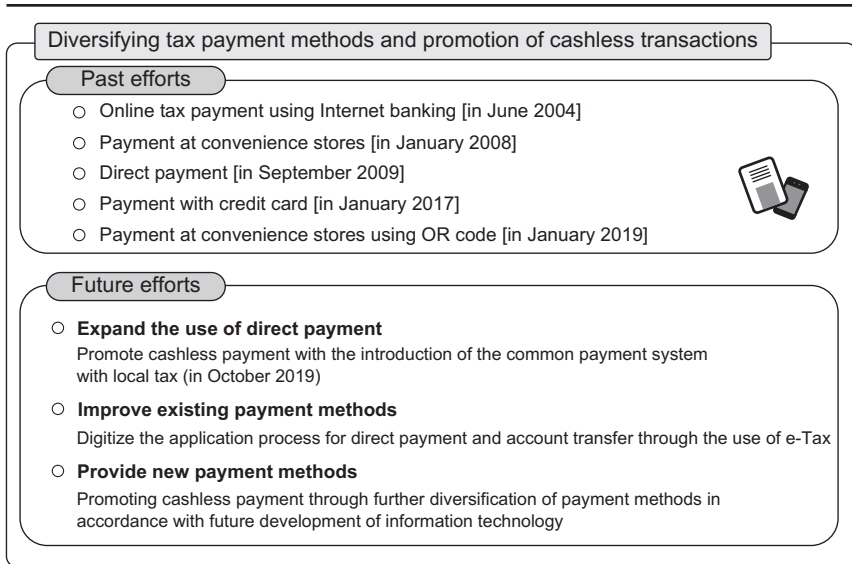 Diversifying tax payment methods and promotion of cashless transactions
Past efforts
○ Online tax payment using Internet banking [in June 2004]
○ Payment at convenience stores [in January 2008]
○ Direct payment [in September 2009]
○ Payment with credit card [in January 2017]
○ Payment at convenience stores using OR code [in January 2019]
Future efforts
○ Expand the use of direct payment
Promote cashless payment with the introduction of the common payment system
with local tax (in October 2019)
○ Improve existing payment methods
Digitize the application process for direct payment and account transfer through the use of e-Tax
○ Provide new payment methods
Promoting cashless payment through further diversification of payment methods in
accordance with future development of information technology